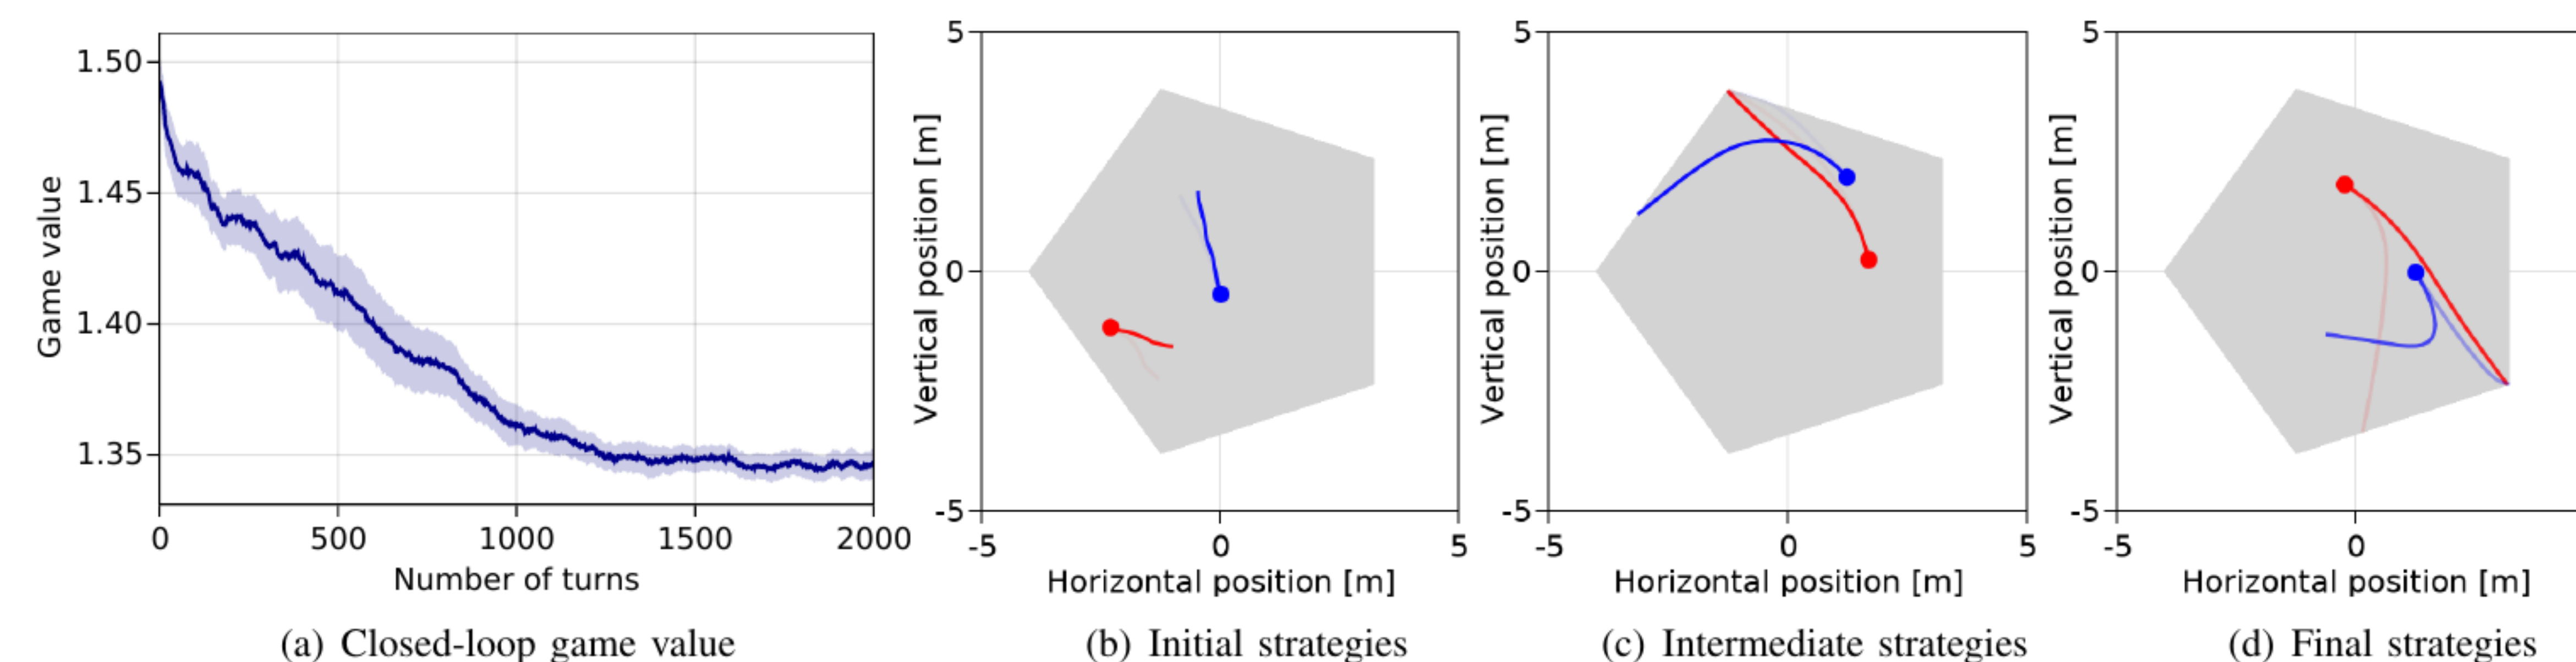 Game value
1.50
1.45
1.40
1.35
0 500 1000 1500 2000
Number of turns
(a) Closed-loop game value
Vertical position [m]
5
0
-5
-5 0 5
Horizontal position [m]
(b) Initial strategies
Vertical position [m]
5
0
-5
-5 0 5
Horizontal position [m]
(c) Intermediate strategies
Vertical position [m]
5
0
-5
-5 0
Horizontal position [m]
(d) Final strategies